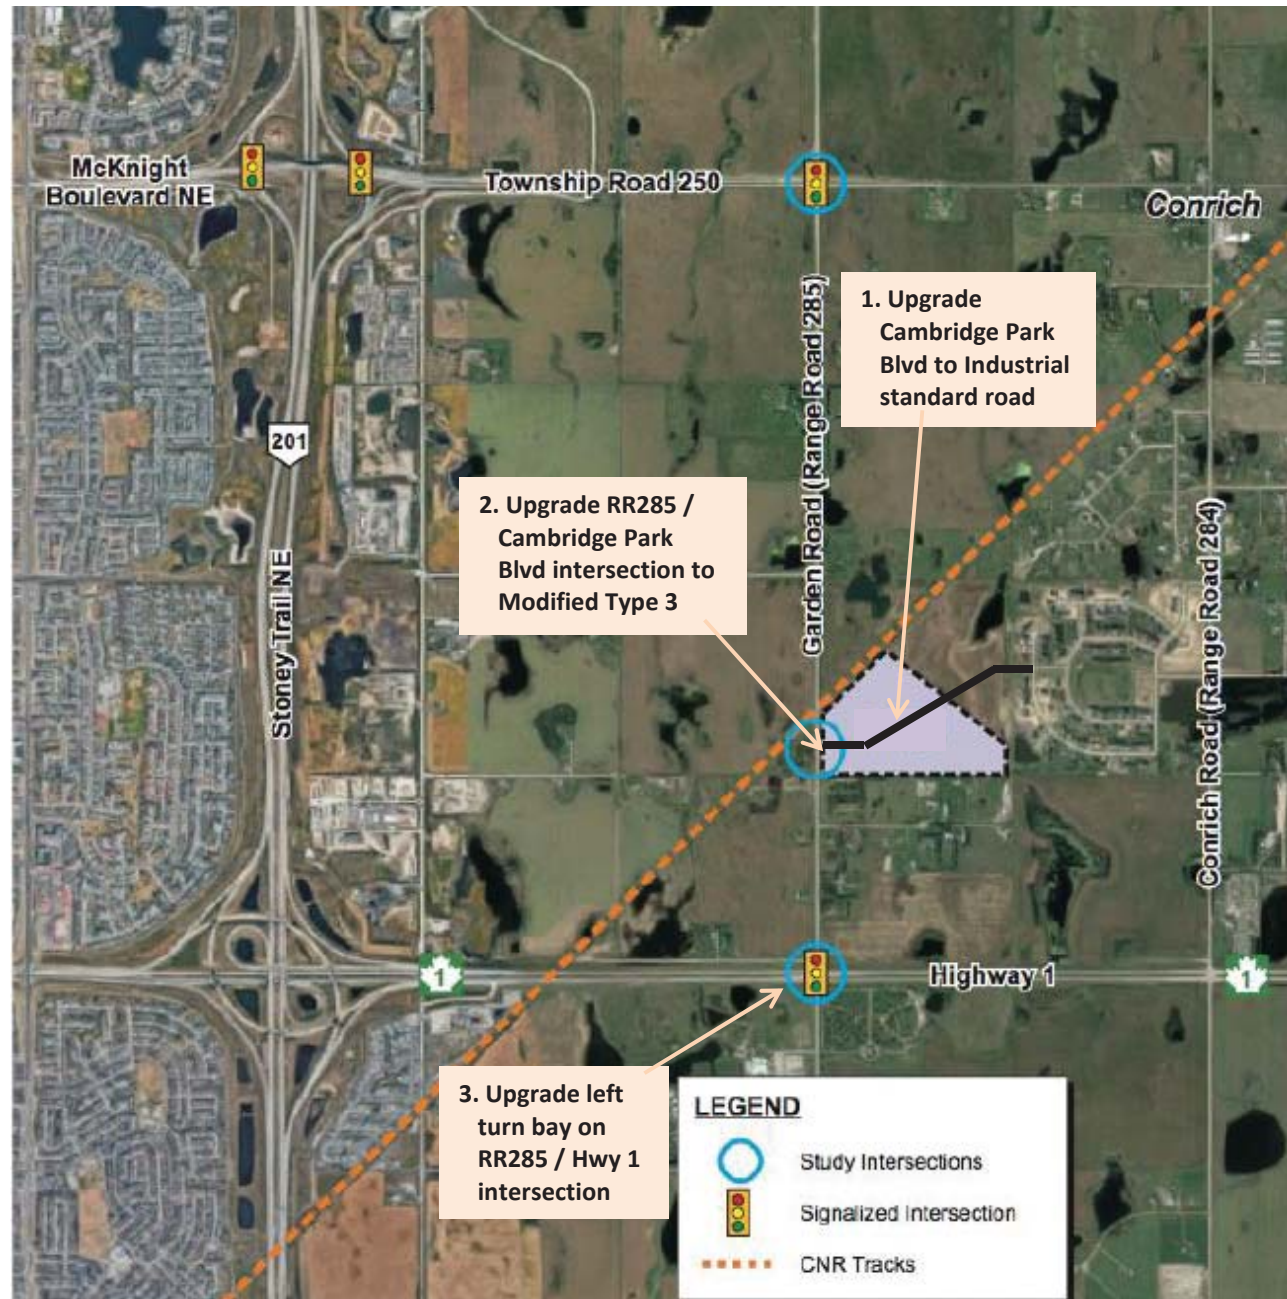 McKnight
Boulevard NE
Township Road 250
Conrich
1. Upgrade
Cambridge Park
Blvd to Industrial
standard road
Garden Road (Range Road 285)
201
2. Upgrade RR285 /
Cambridge Park
Blvd intersection to
Modified Type 3
Stoney Trail NE
Conrich Road (Range Road 284)
1
Highway 1
1
3. Upgrade left
turn bay on
RR285 / Hwy 1
intersection
LEGEND
Study Intersections
Signalized Intersection
CNR Tracks